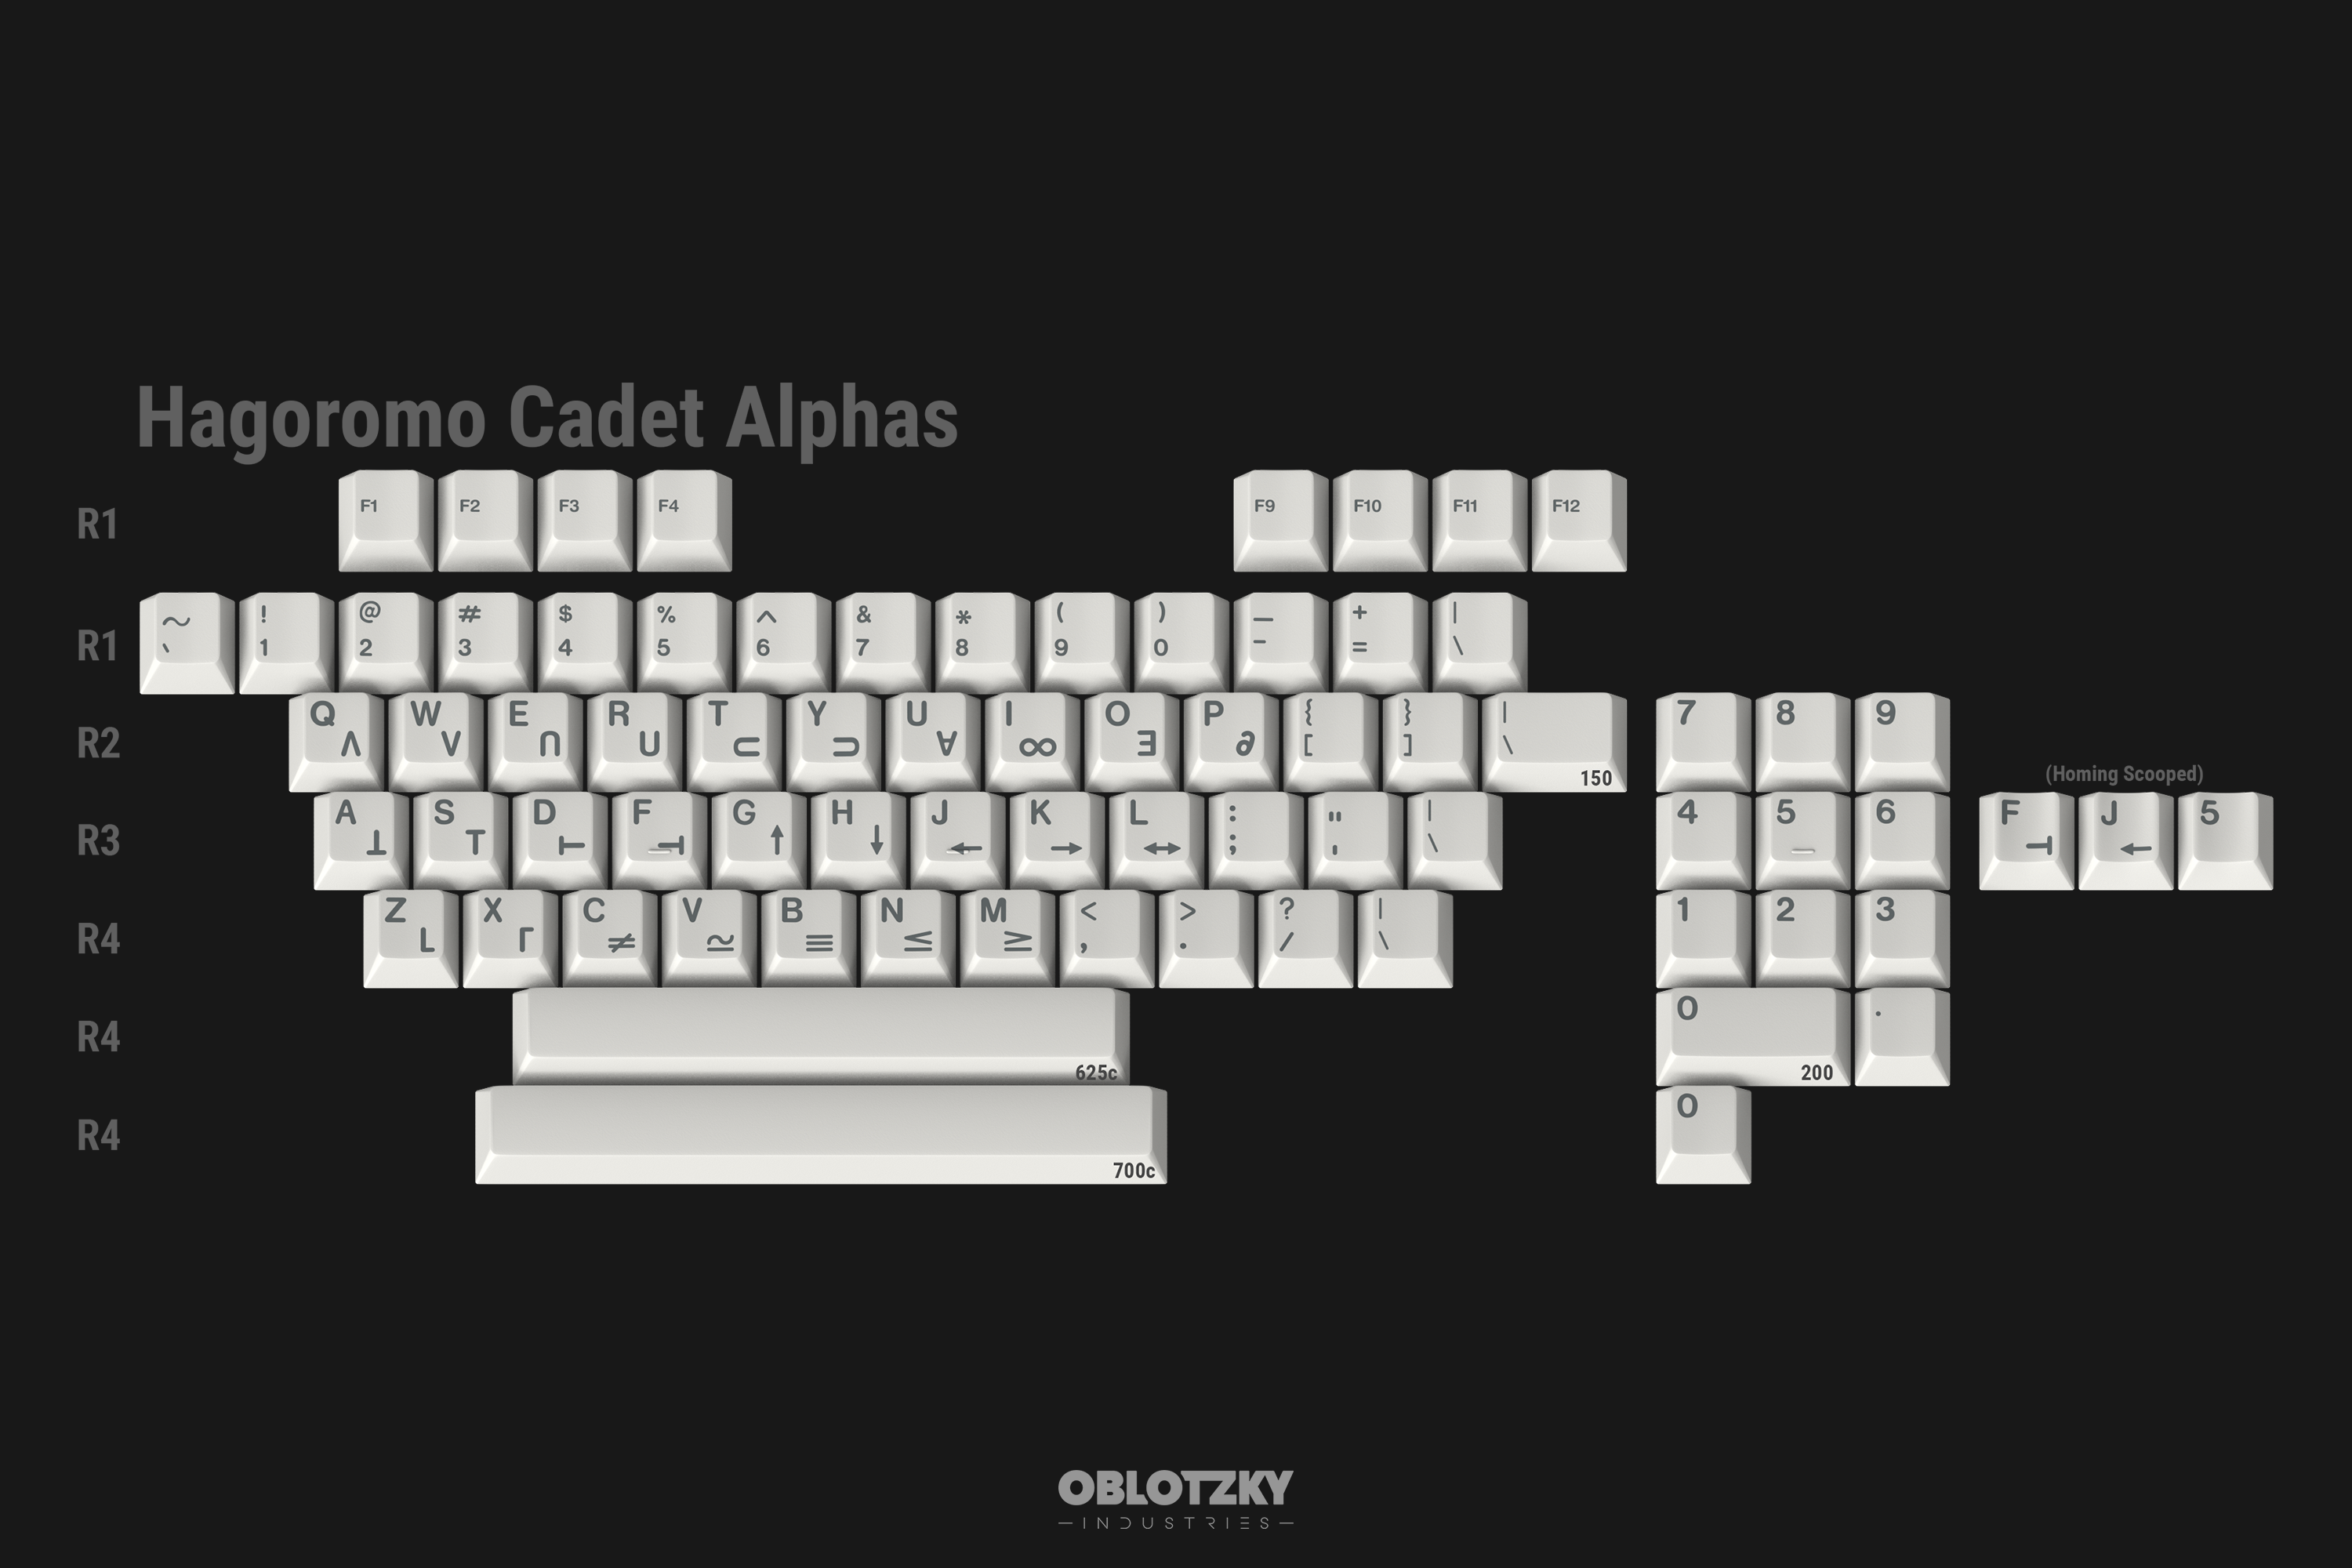 Hagoromo Cadet Alphas
R1 F1 F2 F3 F4 F9 F10 F11 F12
~ ! @ # $ % ^ & * ( ) _ + |
R1 ` 1 2 3 4 5 6 7 8 9 0 - = \
Q W E R T Y U I O P { } | 7 8 9
R2 ∧ ∨ ∩ ∪ ⊂ ⊃ ∀ ∞ ∃ ∂ [ ] \
150
(Homing Scooped)
A S D F G H J K L : " | 4 5 6 F J 5
R3 ⊥ ⊤ ⊢ ⊣ ↑ ↓ ← → ↔ ; ' \ ⊣ ←
Z X C V B N M < > ? | 1 2 3
R4 ⌊ ⌈ ≠ ≃ ≡ ≤ ≥ , . / \
0 .
R4
625c 200
0
R4
700c
OBLOTZKY
INDUSTRIES